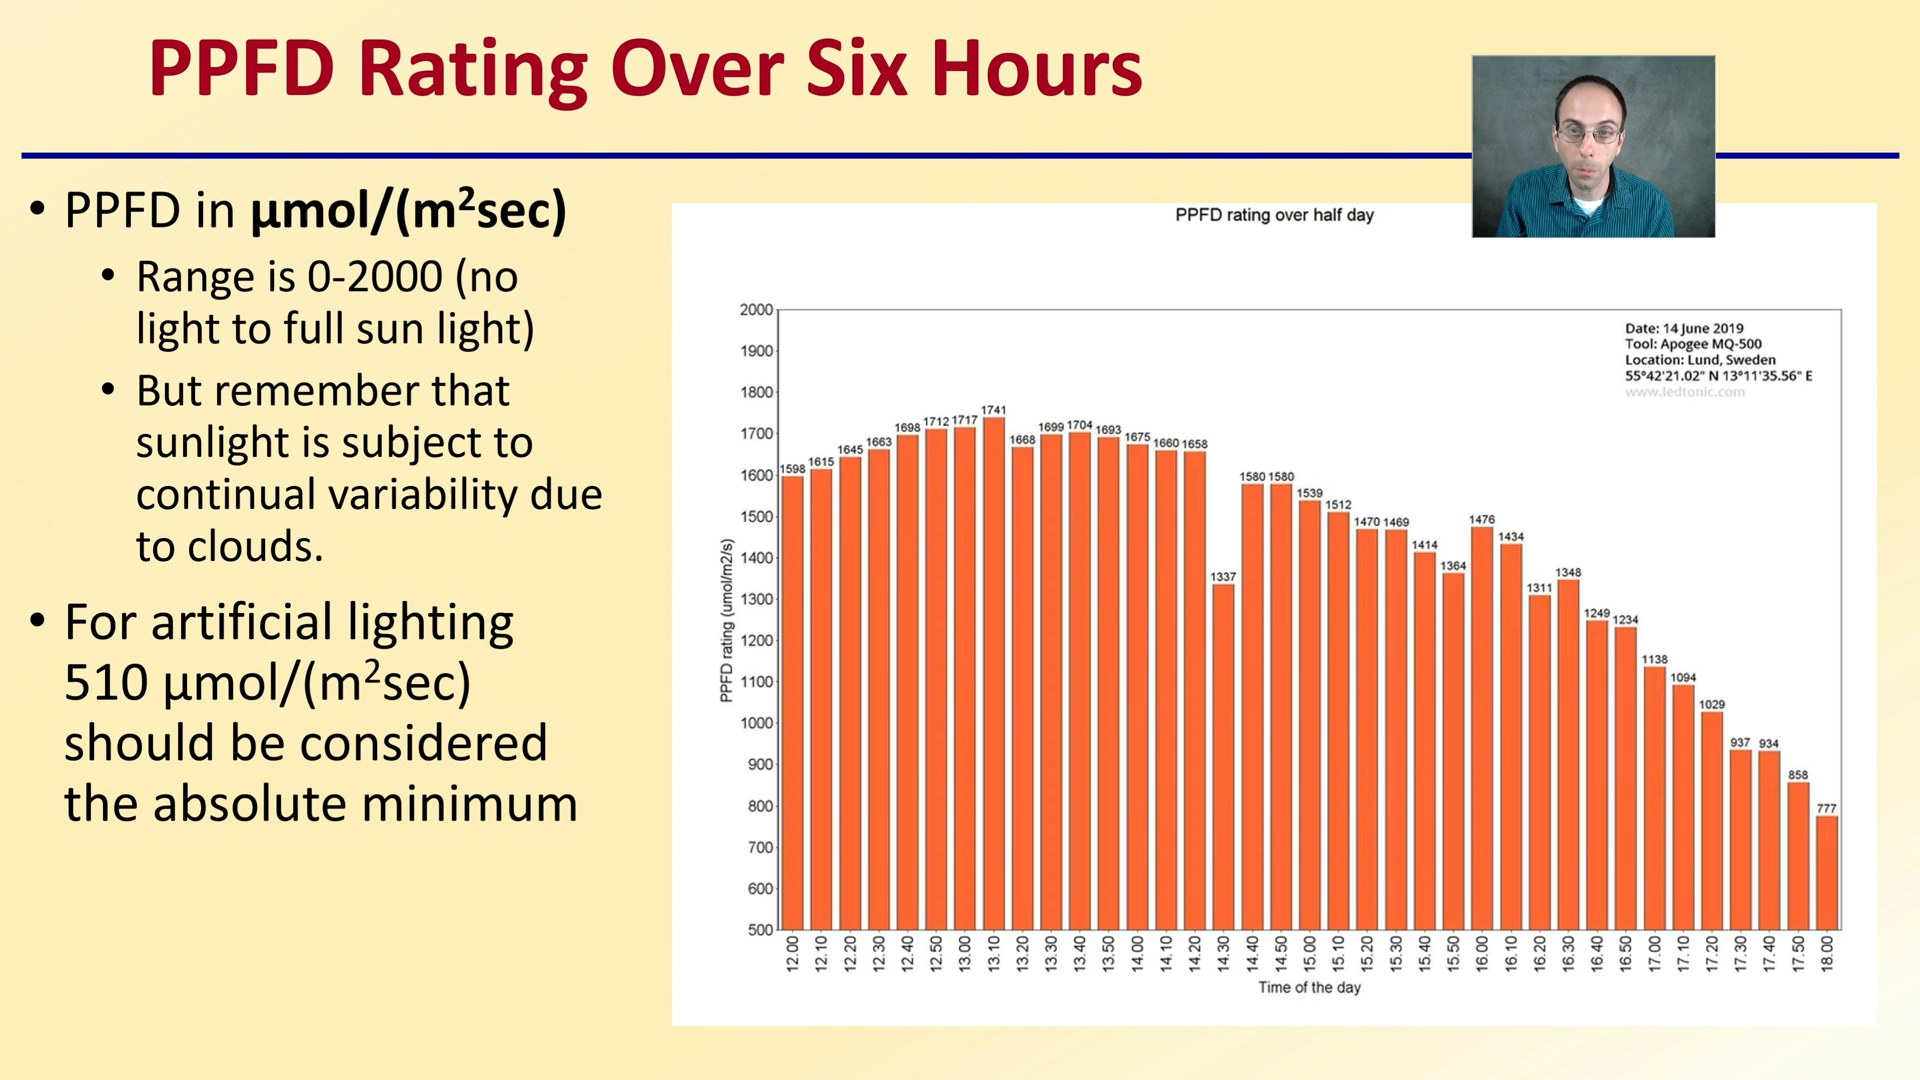 PPFD Rating Over Six Hours
• PPFD in µmol/(m²sec)
• Range is 0-2000 (no
light to full sun light)
• But remember that
sunlight is subject to
continual variability due
to clouds.
• For artificial lighting
510 µmol/(m²sec)
should be considered
the absolute minimum
PPFD rating over half day
Date: 14 June 2019
Tool: Apogee MQ-500
Location: Lund, Sweden
55°42'21.02" N 13°11'35.56" E
www.ledtonic.com
PPFD rating (umol/m2/s)
2000
1900
1800
1700
1600
1500
1400
1300
1200
1100
1000
900
800
700
600
500
1598 1615 1645 1663 1698 1712 1717 1741 1668 1699 1704 1693 1675 1660 1658 1337 1580 1580 1539 1512 1470 1469 1414 1364 1476 1434 1311 1348 1249 1234 1138 1094 1029 937 934 858 777
12.00 12.10 12.20 12.30 12.40 12.50 13.00 13.10 13.20 13.30 13.40 13.50 14.00 14.10 14.20 14.30 14.40 14.50 15.00 15.10 15.20 15.30 15.40 15.50 16.00 16.10 16.20 16.30 16.40 16.50 17.00 17.10 17.20 17.30 17.40 17.50 18.00
Time of the day